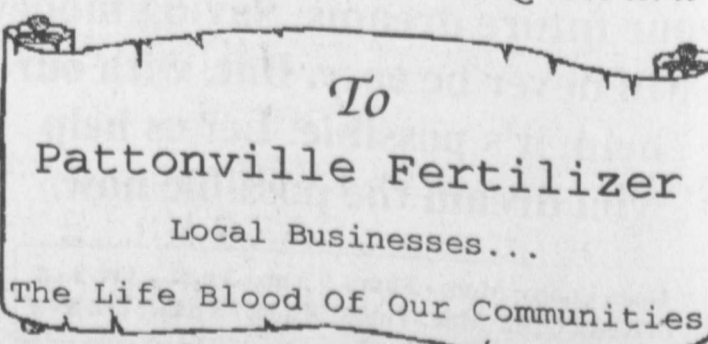 To
Pattonville Fertilizer
Local Businesses...
The Life Blood Of Our Communities